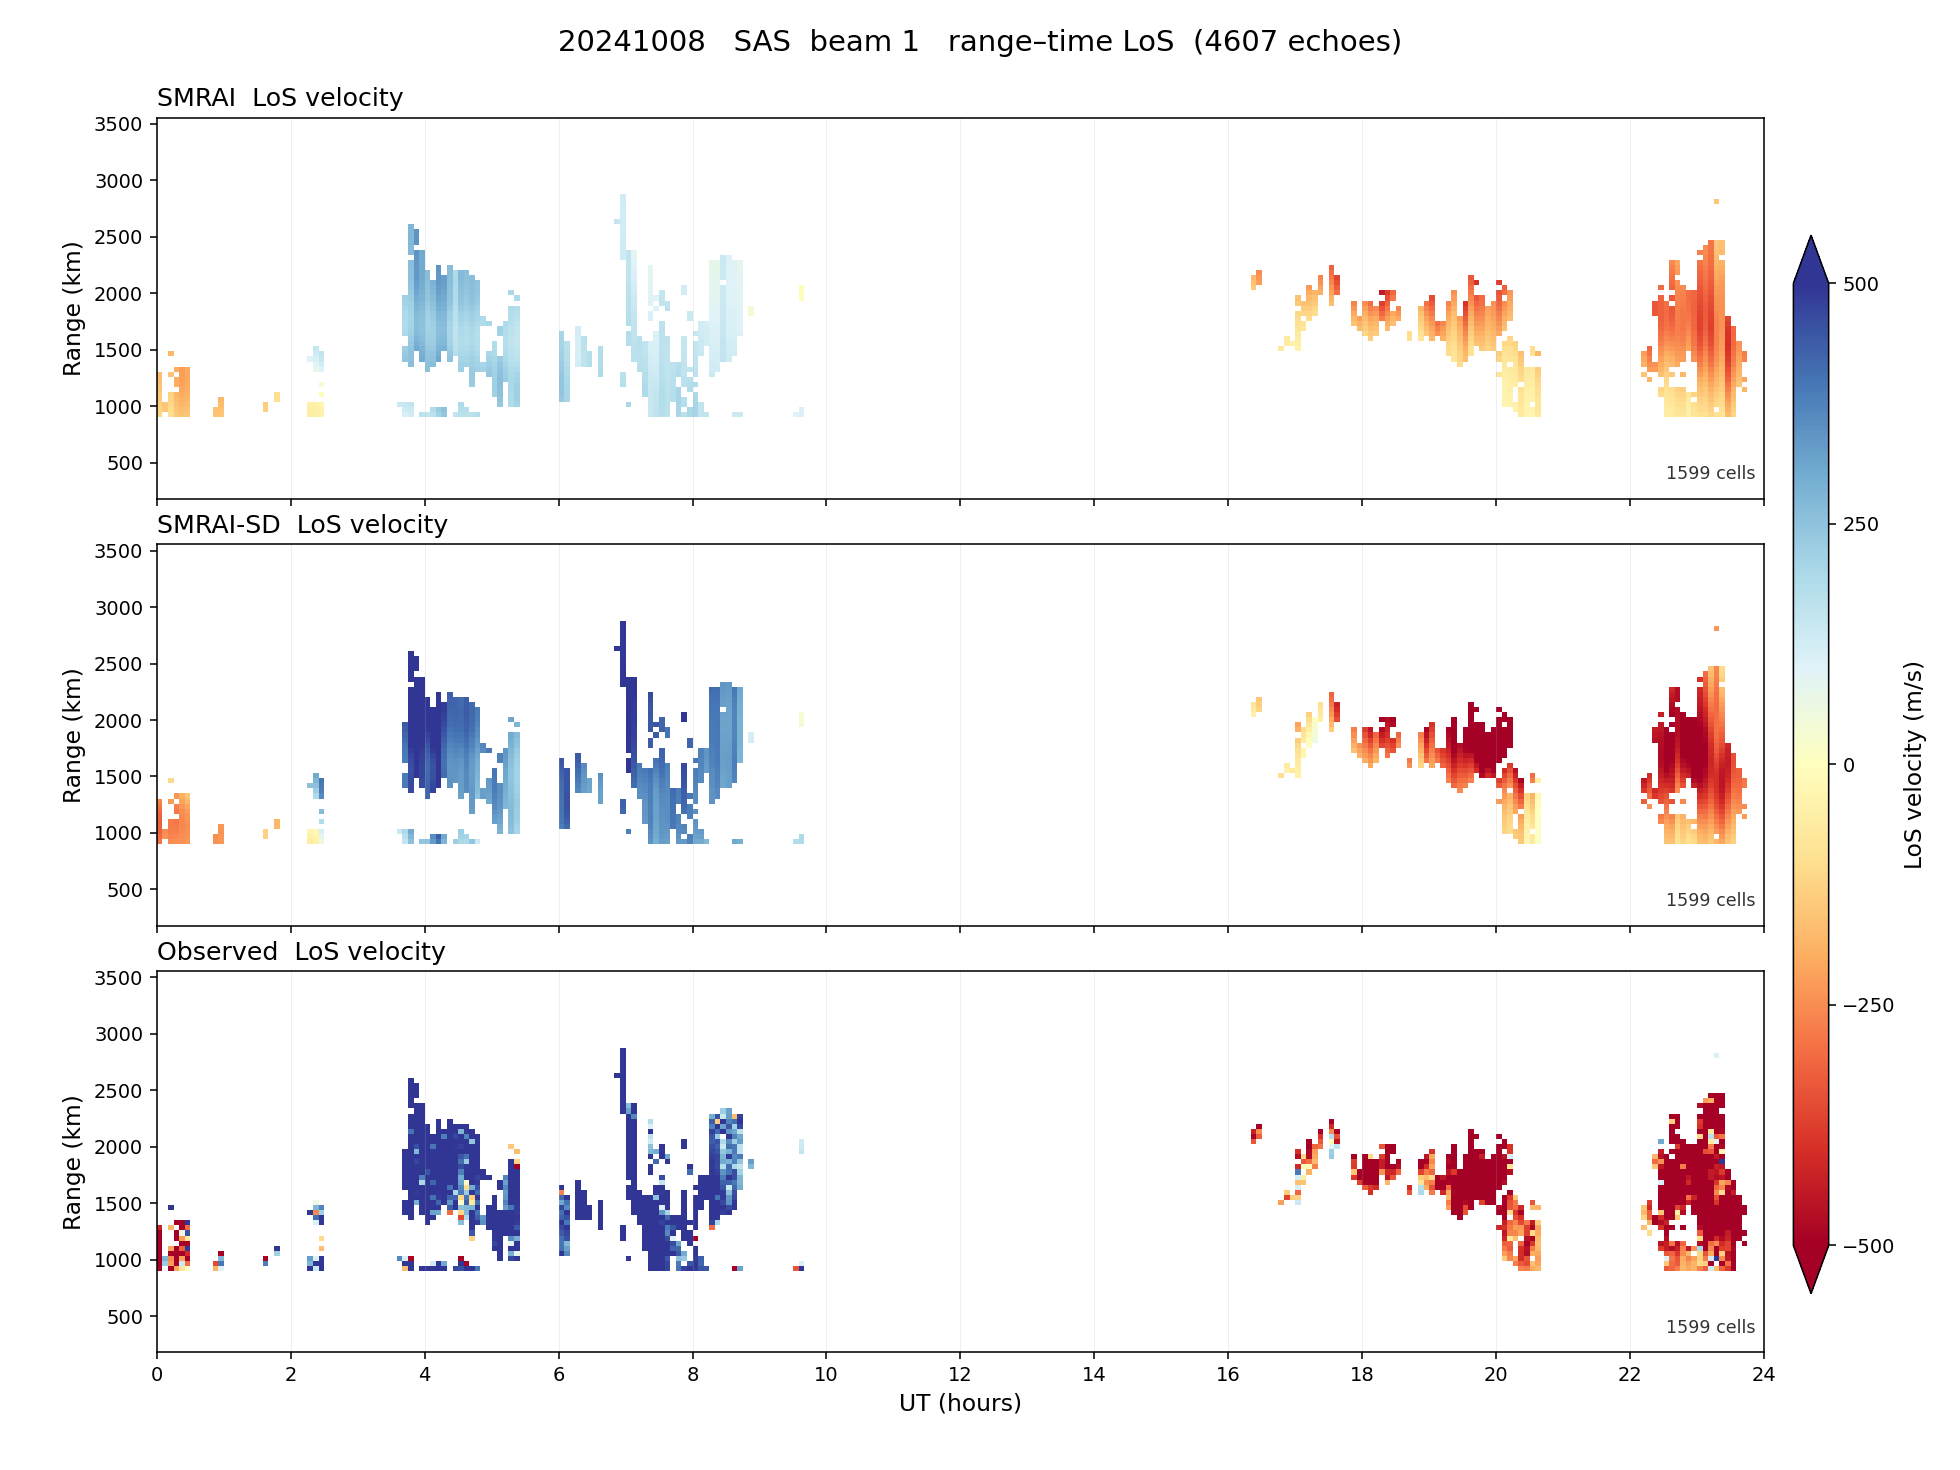 20241008   SAS  beam 1   range–time LoS  (4607 echoes)
SMRAI  LoS velocity
3500
3000
2500
2000
1500
1000
500
Range (km)
1599 cells
SMRAI-SD  LoS velocity
3500
3000
2500
2000
1500
1000
500
Range (km)
1599 cells
Observed  LoS velocity
3500
3000
2500
2000
1500
1000
500
Range (km)
1599 cells
0 2 4 6 8 10 12 14 16 18 20 22 24
UT (hours)
500
250
0
−250
−500
LoS velocity (m/s)